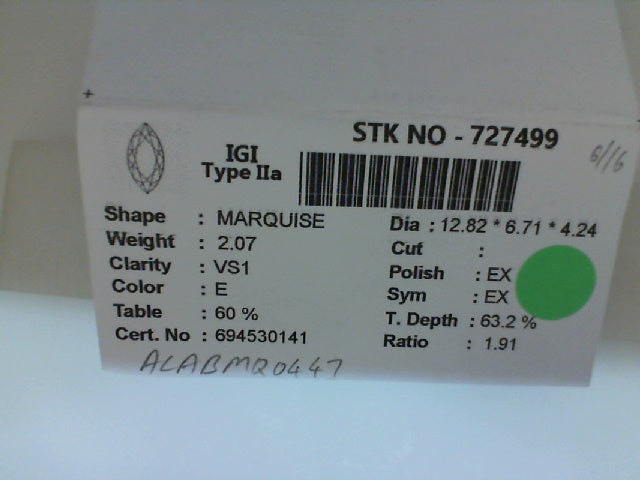 STK NO - 727499
6/16
IGI
Type IIa
Shape : MARQUISE
Weight : 2.07
Clarity : VS1
Color : E
Table : 60 %
Cert. No : 694530141
Dia : 12.82 * 6.71 * 4.24
Cut :
Polish : EX
Sym : EX
T. Depth : 63.2 %
Ratio : 1.91
ALABMQ0447